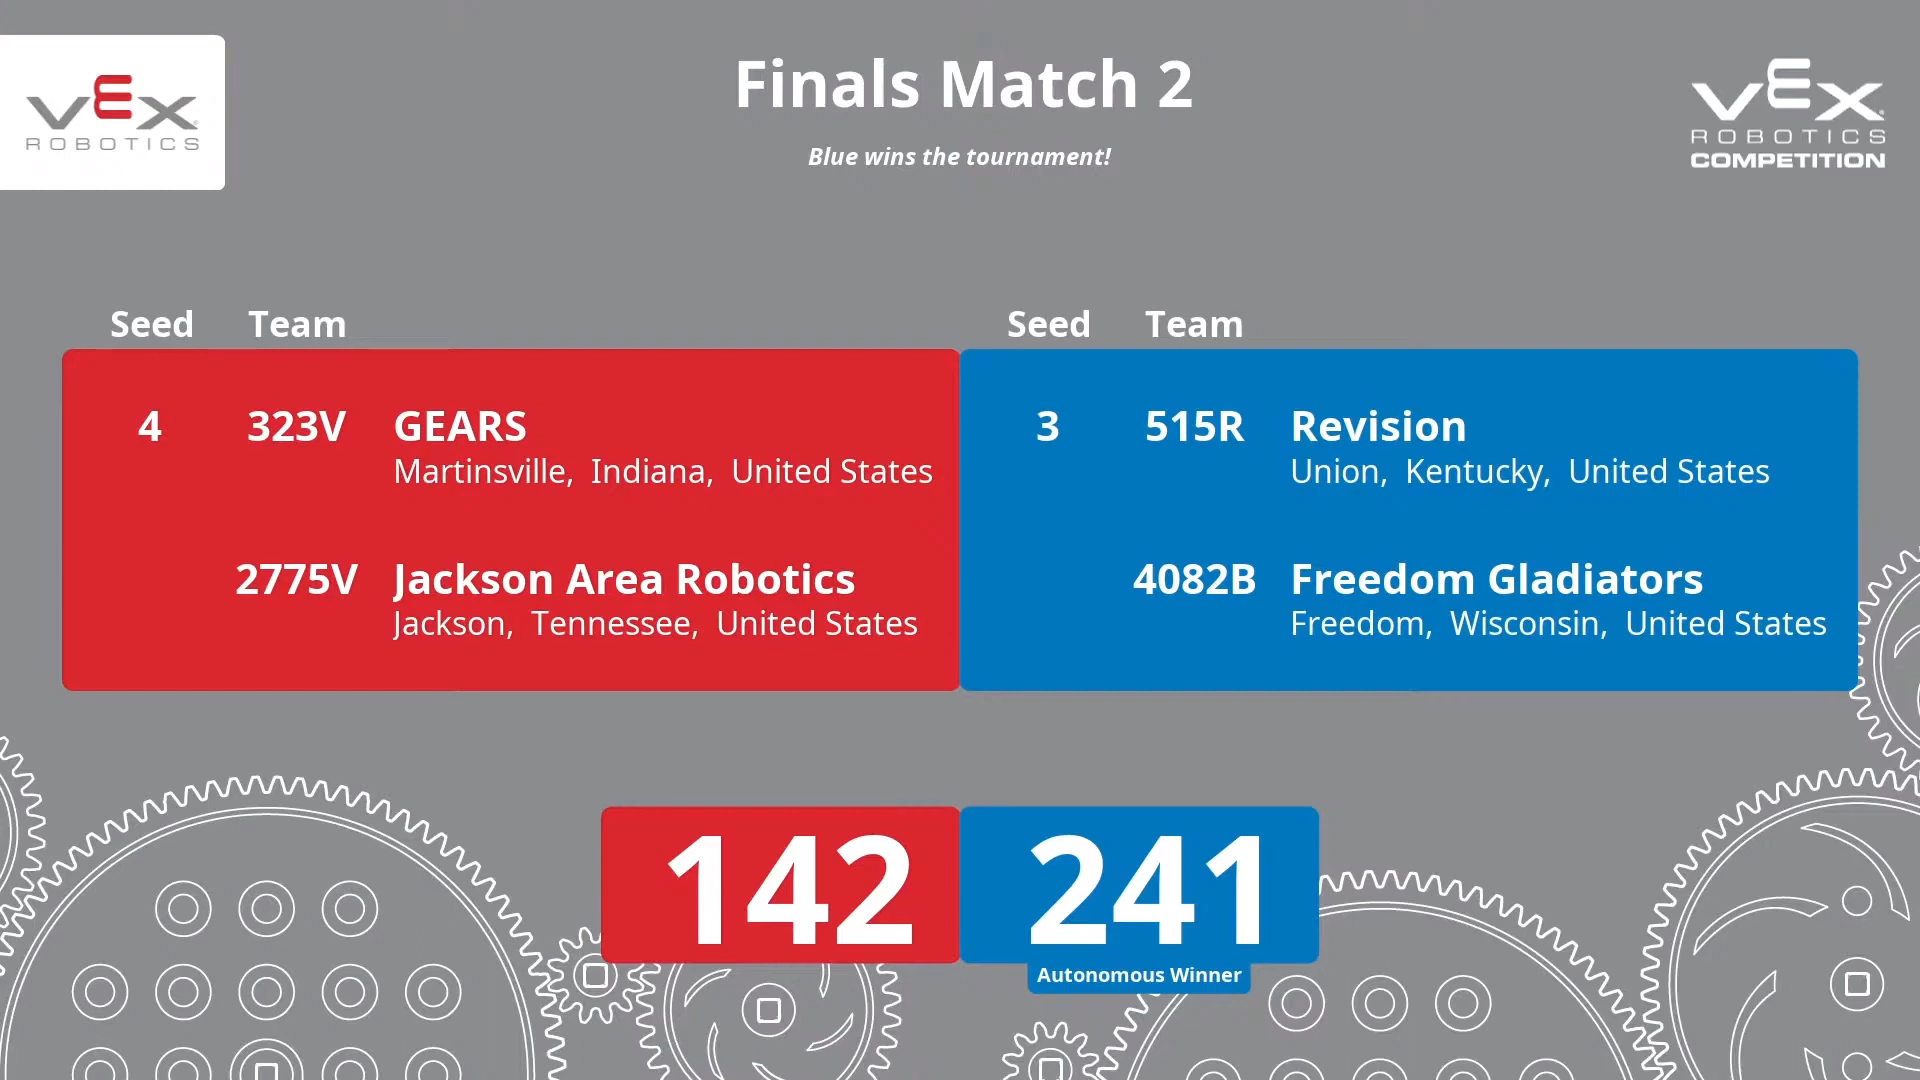 VEX
ROBOTICS
Finals Match 2
Blue wins the tournament!
VEX
ROBOTICS
COMPETITION
Seed Team
4 323V GEARS
Martinsville, Indiana, United States
2775V Jackson Area Robotics
Jackson, Tennessee, United States
Seed Team
3 515R Revision
Union, Kentucky, United States
4082B Freedom Gladiators
Freedom, Wisconsin, United States
142 241
Autonomous Winner